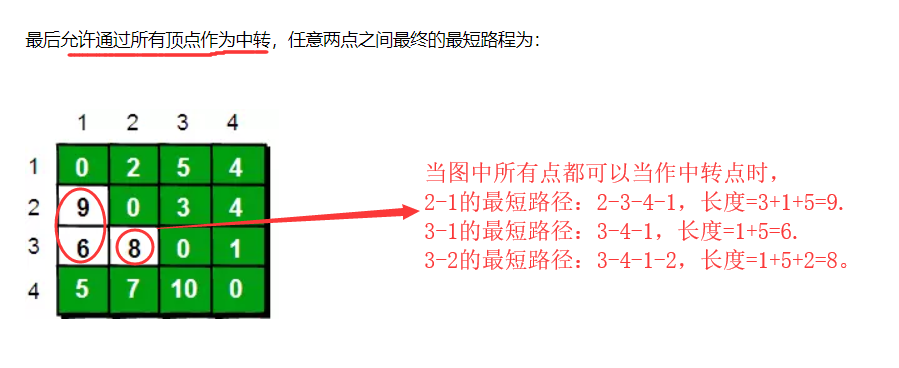 最后允许通过所有顶点作为中转，任意两点之间最终的最短路程为：
1 2 3 4
1 0 2 5 4
2 9 0 3 4
3 6 8 0 1
4 5 7 10 0
当图中所有点都可以当作中转点时，
2-1的最短路径：2-3-4-1，长度=3+1+5=9.
3-1的最短路径：3-4-1，长度=1+5=6.
3-2的最短路径：3-4-1-2，长度=1+5+2=8。